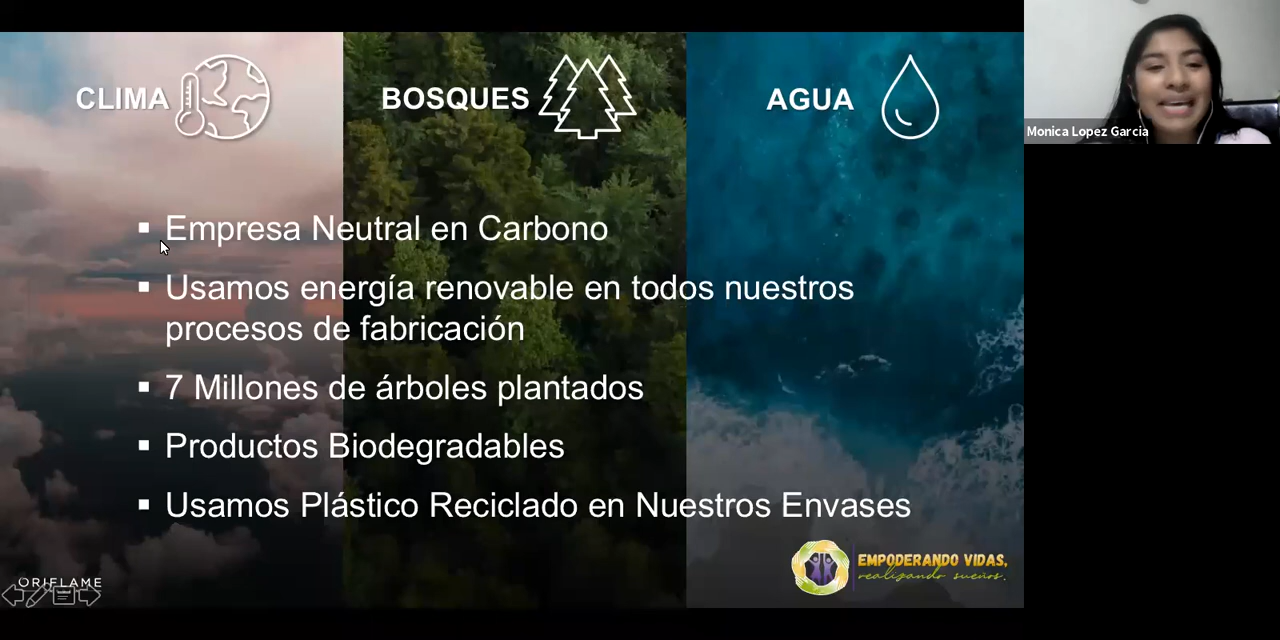 CLIMA
BOSQUES
AGUA
Monica Lopez Garcia
Empresa Neutral en Carbono
Usamos energía renovable en todos nuestros
procesos de fabricación
7 Millones de árboles plantados
Productos Biodegradables
Usamos Plástico Reciclado en Nuestros Envases
ORIFLAME
EMPODERANDO VIDAS,
realizando sueños.